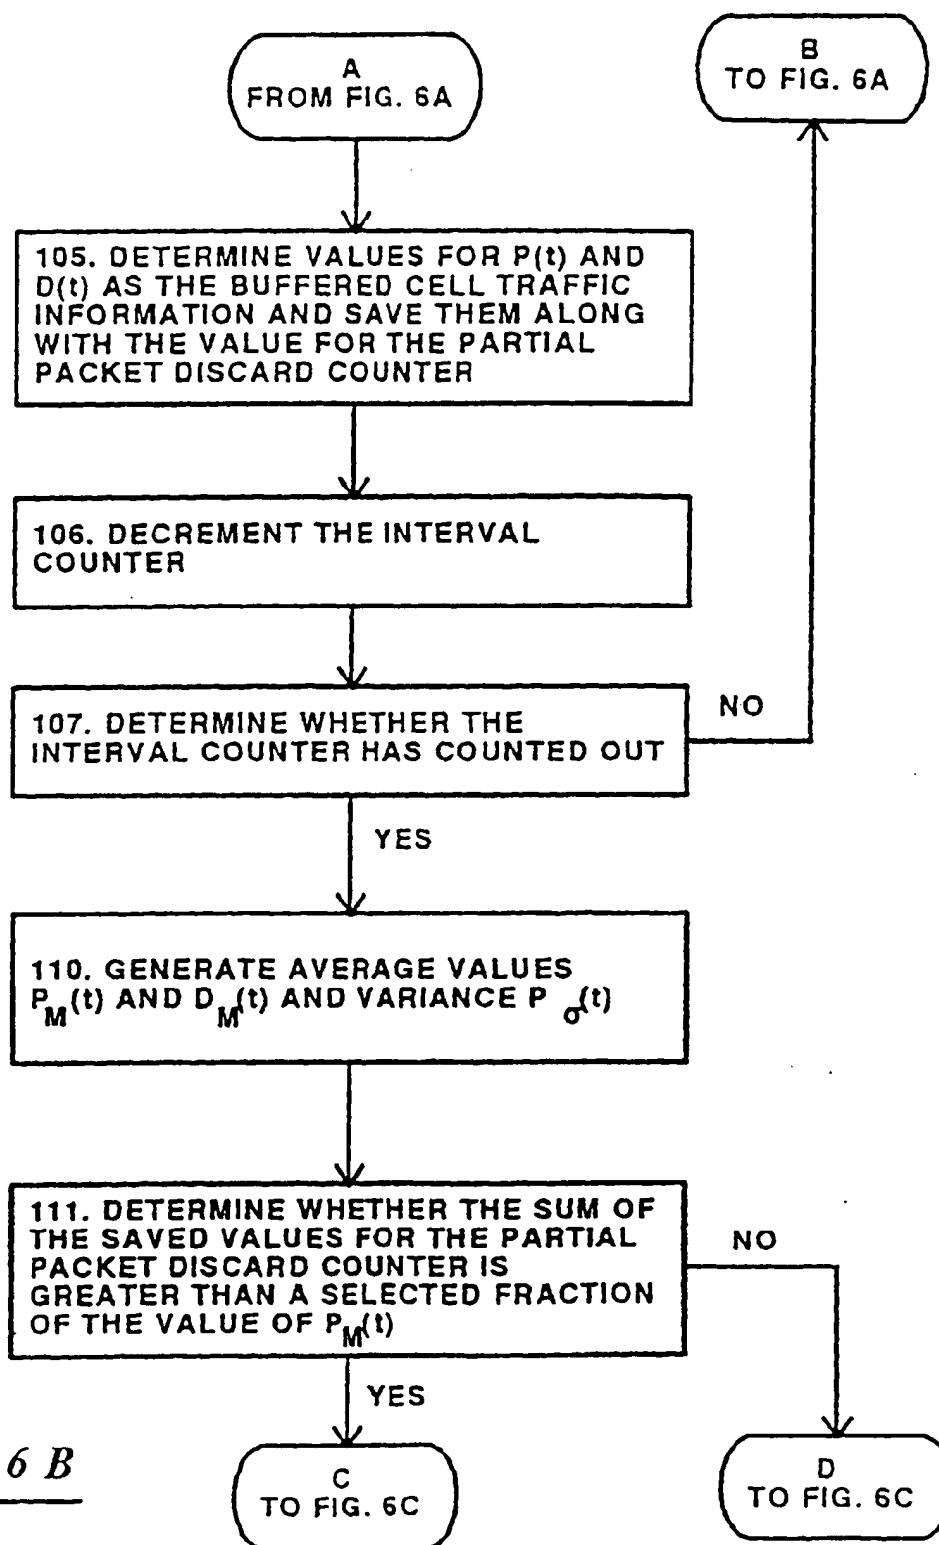 A
FROM FIG. 6A
B
TO FIG. 6A
105. DETERMINE VALUES FOR P(t) AND
D(t) AS THE BUFFERED CELL TRAFFIC
INFORMATION AND SAVE THEM ALONG
WITH THE VALUE FOR THE PARTIAL
PACKET DISCARD COUNTER
106. DECREMENT THE INTERVAL
COUNTER
107. DETERMINE WHETHER THE
INTERVAL COUNTER HAS COUNTED OUT
NO
YES
110. GENERATE AVERAGE VALUES
P_M(t) AND D_M(t) AND VARIANCE P_σ(t)
111. DETERMINE WHETHER THE SUM OF
THE SAVED VALUES FOR THE PARTIAL
PACKET DISCARD COUNTER IS
GREATER THAN A SELECTED FRACTION
OF THE VALUE OF P_M(t)
NO
YES
6 B
C
TO FIG. 6C
D
TO FIG. 6C